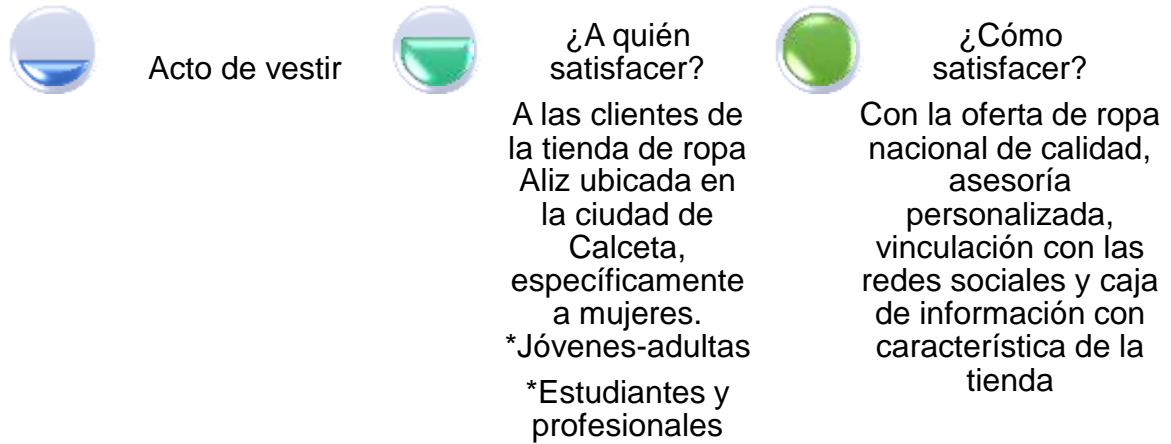 Acto de vestir
¿A quién
satisfacer?
A las clientes de
la tienda de ropa
Aliz ubicada en
la ciudad de
Calceta,
específicamente
a mujeres.
*Jóvenes-adultas
*Estudiantes y
profesionales
¿Cómo
satisfacer?
Con la oferta de ropa
nacional de calidad,
asesoría
personalizada,
vinculación con las
redes sociales y caja
de información con
característica de la
tienda